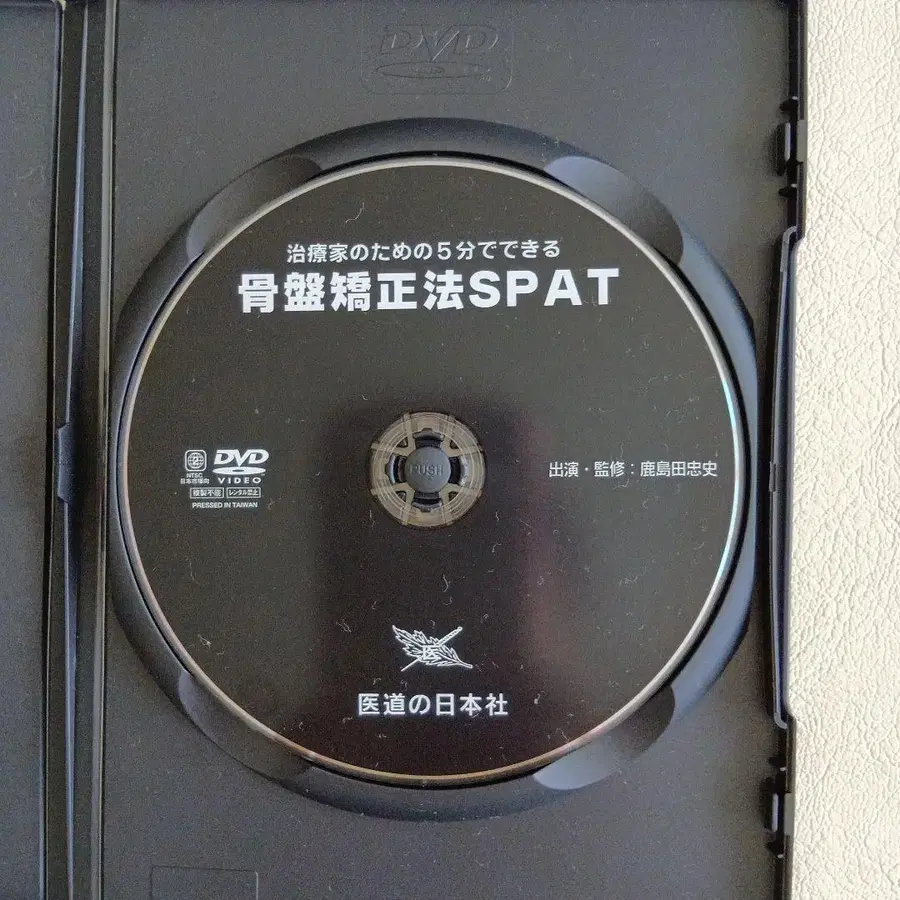 DVD
治療家のための5分でできる
骨盤矯正法SPAT
2
NTSC
日本市場向
DVD
VIDEO
複製不能
レンタル禁止
PRESSED IN TAIWAN
PUSH
出演・監修：鹿島田忠史
医
医道の日本社